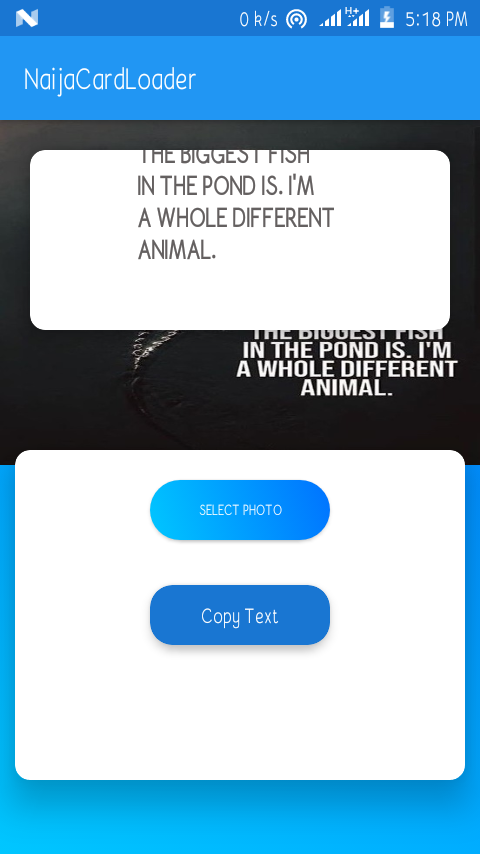 0 k/s H+ 5:18 PM
NaijaCardLoader
THE BIGGEST FISH
IN THE POND IS. I'M
A WHOLE DIFFERENT
ANIMAL.
THE BIGGEST FISH
IN THE POND IS. I'M
A WHOLE DIFFERENT
ANIMAL.
SELECT PHOTO
Copy Text